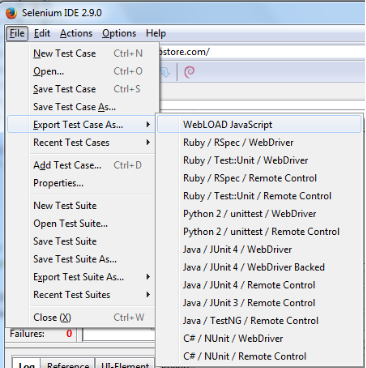 Selenium IDE 2.9.0
File Edit Actions Options Help
New Test Case Ctrl+N
ostore.com/
Open... Ctrl+O
Save Test Case Ctrl+S
Save Test Case As...
Export Test Case As...
WebLOAD JavaScript
Recent Test Cases
Ruby / RSpec / WebDriver
Ruby / Test::Unit / WebDriver
Add Test Case... Ctrl+D
Ruby / RSpec / Remote Control
Properties...
Ruby / Test::Unit / Remote Control
New Test Suite
Python 2 / unittest / WebDriver
Open Test Suite...
Python 2 / unittest / Remote Control
Save Test Suite
Java / JUnit 4 / WebDriver
Save Test Suite As...
Java / JUnit 4 / WebDriver Backed
Export Test Suite As...
Java / JUnit 4 / Remote Control
Recent Test Suites
Java / JUnit 3 / Remote Control
Close (X) Ctrl+W
Java / TestNG / Remote Control
Failures: 0
C# / NUnit / WebDriver
C# / NUnit / Remote Control
Log Reference UI-Element